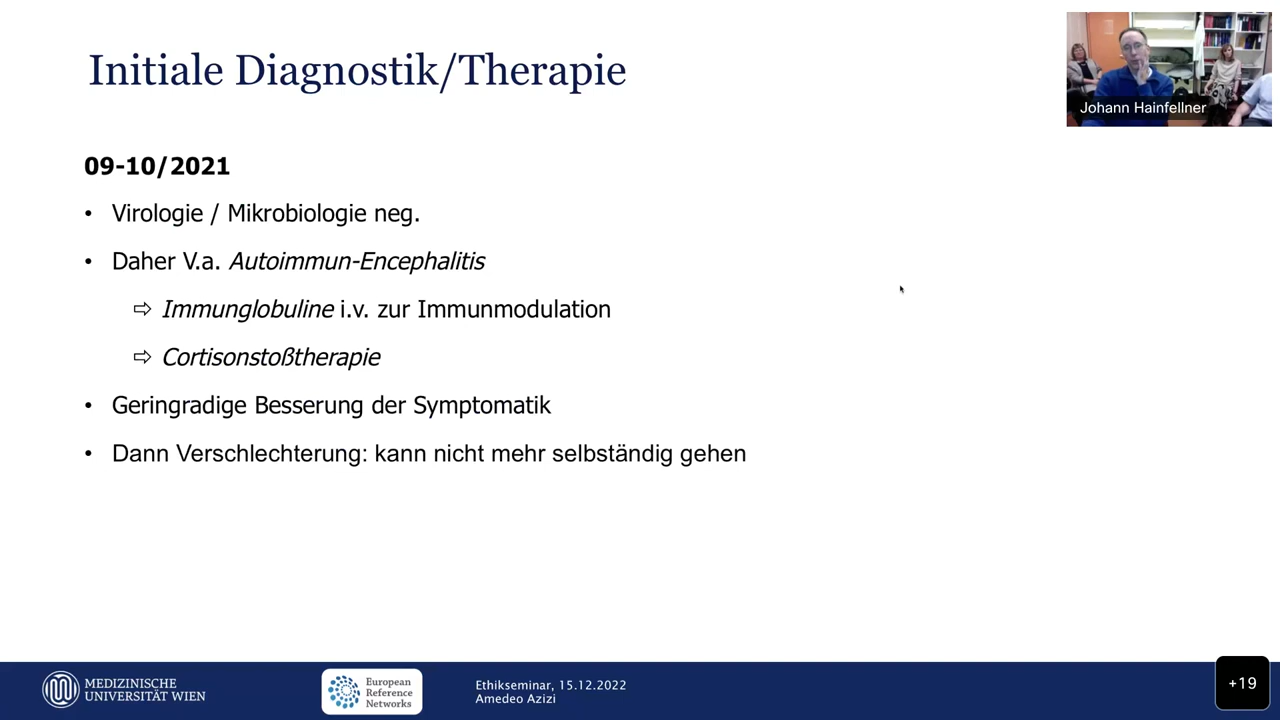 Initiale Diagnostik/Therapie
Johann Hainfellner
09-10/2021
• Virologie / Mikrobiologie neg.
• Daher V.a. Autoimmun-Encephalitis
⇨ Immunglobuline i.v. zur Immunmodulation
⇨ Cortisonstoßtherapie
• Geringradige Besserung der Symptomatik
• Dann Verschlechterung: kann nicht mehr selbständig gehen
MEDIZINISCHE
UNIVERSITÄT WIEN
European
Reference
Networks
Ethikseminar, 15.12.2022
Amedeo Azizi
+19